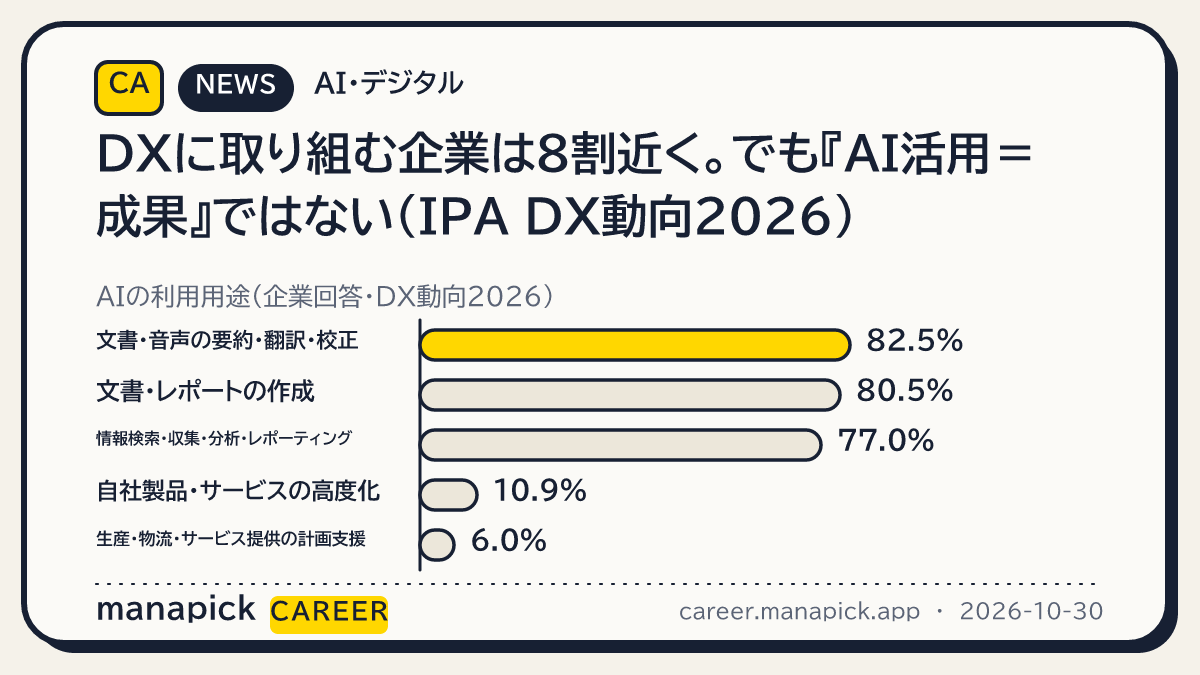 CA NEWS AI・デジタル
DXに取り組む企業は8割近く。でも『AI活用＝
成果』ではない（IPA DX動向2026）
AIの利用用途（企業回答・DX動向2026）
文書・音声の要約・翻訳・校正 82.5%
文書・レポートの作成 80.5%
情報検索・収集・分析・レポーティング 77.0%
自社製品・サービスの高度化 10.9%
生産・物流・サービス提供の計画支援 6.0%
manapick CAREER career.manapick.app ・ 2026-10-30